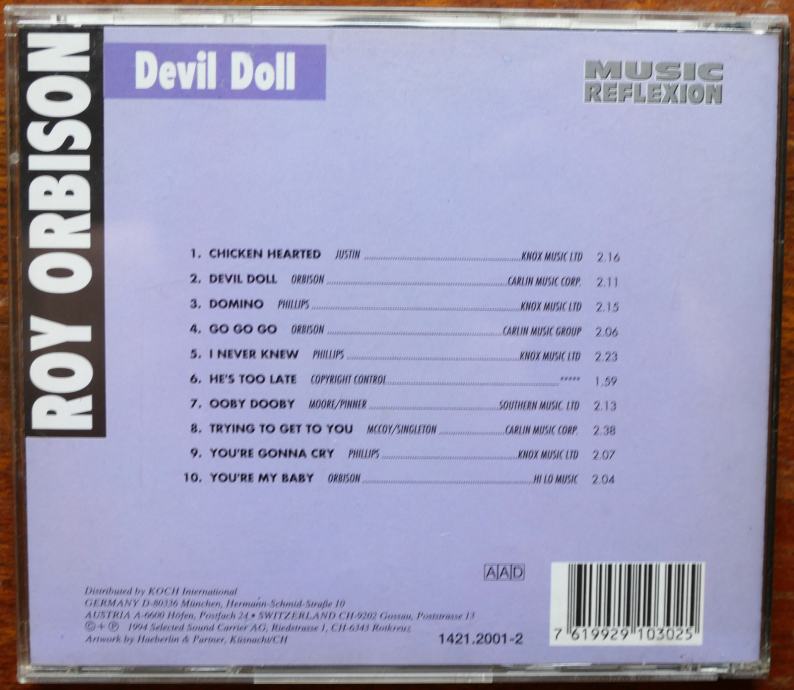 ROY ORBISON
Devil Doll
MUSIC
REFLEXION
1. CHICKEN HEARTED JUSTIN KNOX MUSIC LTD 2.16
2. DEVIL DOLL ORBISON CARLIN MUSIC CORP. 2.11
3. DOMINO PHILLIPS KNOX MUSIC LTD 2.15
4. GO GO GO ORBISON CARLIN MUSIC GROUP 2.06
5. I NEVER KNEW PHILLIPS KNOX MUSIC LTD 2.23
6. HE'S TOO LATE COPYRIGHT CONTROL ***** 1.59
7. OOBY DOOBY MOORE/PINNER SOUTHERN MUSIC LTD 2.13
8. TRYING TO GET TO YOU MCCOY/SINGLETON CARLIN MUSIC CORP. 2.38
9. YOU'RE GONNA CRY PHILLIPS KNOX MUSIC LTD 2.07
10. YOU'RE MY BABY ORBISON HI LO MUSIC 2.04
AAD
Distributed by KOCH International
GERMANY D-80336 München, Hermann-Schmid-Straße 10
AUSTRIA A-6600 Höfen, Postfach 24 • SWITZERLAND CH-9202 Gossau, Poststrasse 13
© + ℗ 1994 Selected Sound Carrier AG, Riedstrasse 1, CH-6343 Rotkreuz
Artwork by Haeberlin & Partner, Küsnacht/CH
1421.2001-2
7 619929 103025